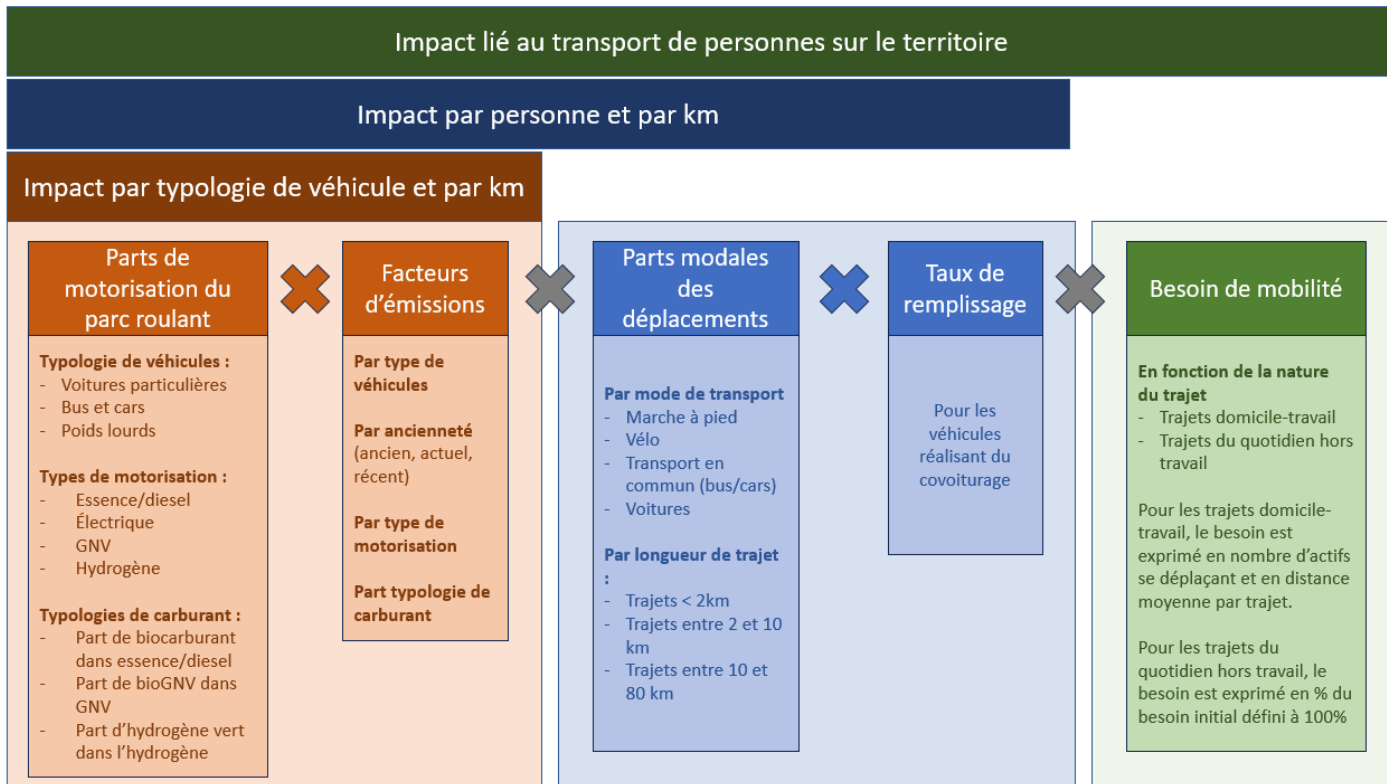 Impact lié au transport de personnes sur le territoire
Impact par personne et par km
Impact par typologie de véhicule et par km
Parts de
motorisation du
parc roulant
Typologie de véhicules :
- Voitures particulières
- Bus et cars
- Poids lourds
Types de motorisation :
- Essence/diesel
- Électrique
- GNV
- Hydrogène
Typologies de carburant :
- Part de biocarburant
dans essence/diesel
- Part de bioGNV dans
GNV
- Part d'hydrogène vert
dans l'hydrogène
Facteurs
d'émissions
Par type de
véhicules
Par ancienneté
(ancien, actuel,
récent)
Par type de
motorisation
Part typologie de
carburant
Parts modales
des
déplacements
Par mode de transport
- Marche à pied
- Vélo
- Transport en
commun (bus/cars)
- Voitures
Par longueur de trajet
:
- Trajets < 2km
- Trajets entre 2 et 10
km
- Trajets entre 10 et
80 km
Taux de
remplissage
Pour les
véhicules
réalisant du
covoiturage
Besoin de mobilité
En fonction de la nature
du trajet
- Trajets domicile-travail
- Trajets du quotidien hors
travail
Pour les trajets domicile-
travail, le besoin est
exprimé en nombre d'actifs
se déplaçant et en distance
moyenne par trajet.
Pour les trajets du
quotidien hors travail, le
besoin est exprimé en % du
besoin initial défini à 100%